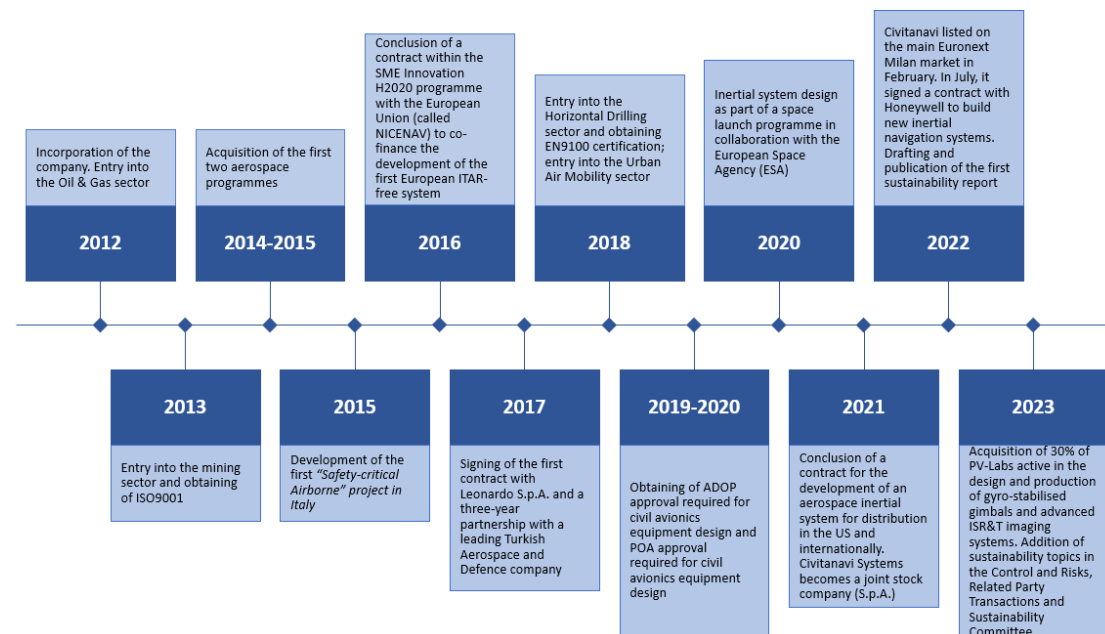 Incorporation of the
company. Entry into
the Oil & Gas sector
2012
Entry into the mining
sector and obtaining
of ISO9001
2013
Acquisition of the first
two aerospace
programmes
2014-2015
Development of the
first “Safety-critical
Airborne” project in
Italy
2015
Conclusion of a
contract within the
SME Innovation
H2020 programme
with the European
Union (called
NICENAV) to co-
finance the
development of the
first European ITAR-
free system
2016
Signing of the first
contract with
Leonardo S.p.A. and a
three-year
partnership with a
leading Turkish
Aerospace and
Defence company
2017
Entry into the
Horizontal Drilling
sector and obtaining
EN9100 certification;
entry into the Urban
Air Mobility sector
2018
Obtaining of ADOP
approval required for
civil avionics
equipment design and
POA approval
required for civil
avionics equipment
design
2019-2020
Inertial system design
as part of a space
launch programme in
collaboration with the
European Space
Agency (ESA)
2020
Conclusion of a
contract for the
development of an
aerospace inertial
system for distribution
in the US and
internationally.
Civitanavi Systems
becomes a joint stock
company (S.p.A.)
2021
Civitanavi listed on
the main Euronext
Milan market in
February. In July, it
signed a contract with
Honeywell to build
new inertial
navigation systems.
Drafting and
publication of the first
sustainability report
2022
Acquisition of 30% of
PV-Labs active in the
design and production
of gyro-stabilised
gimbals and advanced
ISR&T imaging
systems. Addition of
sustainability topics in
the Control and Risks,
Related Party
Transactions and
Sustainability
Committee
2023